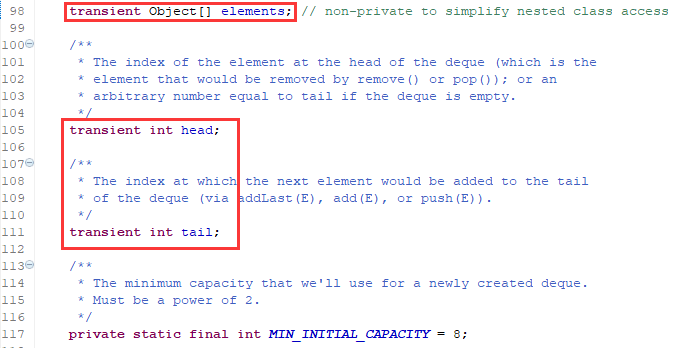 98 transient Object[] elements; // non-private to simplify nested class access
99
100 /**
101 * The index of the element at the head of the deque (which is the
102 * element that would be removed by remove() or pop()); or an
103 * arbitrary number equal to tail if the deque is empty.
104 */
105 transient int head;
106
107 /**
108 * The index at which the next element would be added to the tail
109 * of the deque (via addLast(E), add(E), or push(E)).
110 */
111 transient int tail;
112
113 /**
114 * The minimum capacity that we'll use for a newly created deque.
115 * Must be a power of 2.
116 */
117 private static final int MIN_INITIAL_CAPACITY = 8;